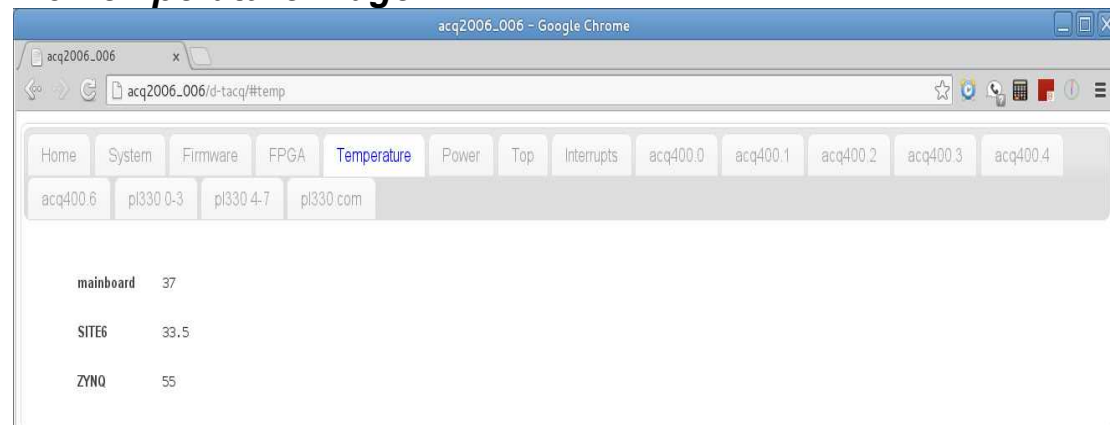 acq2006_006 - Google Chrome
acq2006_006 x
acq2006_006/d-tacq/#temp
Home System Firmware FPGA Temperature Power Top Interrupts acq400.0 acq400.1 acq400.2 acq400.3 acq400.4
acq400.6 pl330 0-3 pl330 4-7 pl330 com
mainboard 37
SITE6 33.5
ZYNQ 55